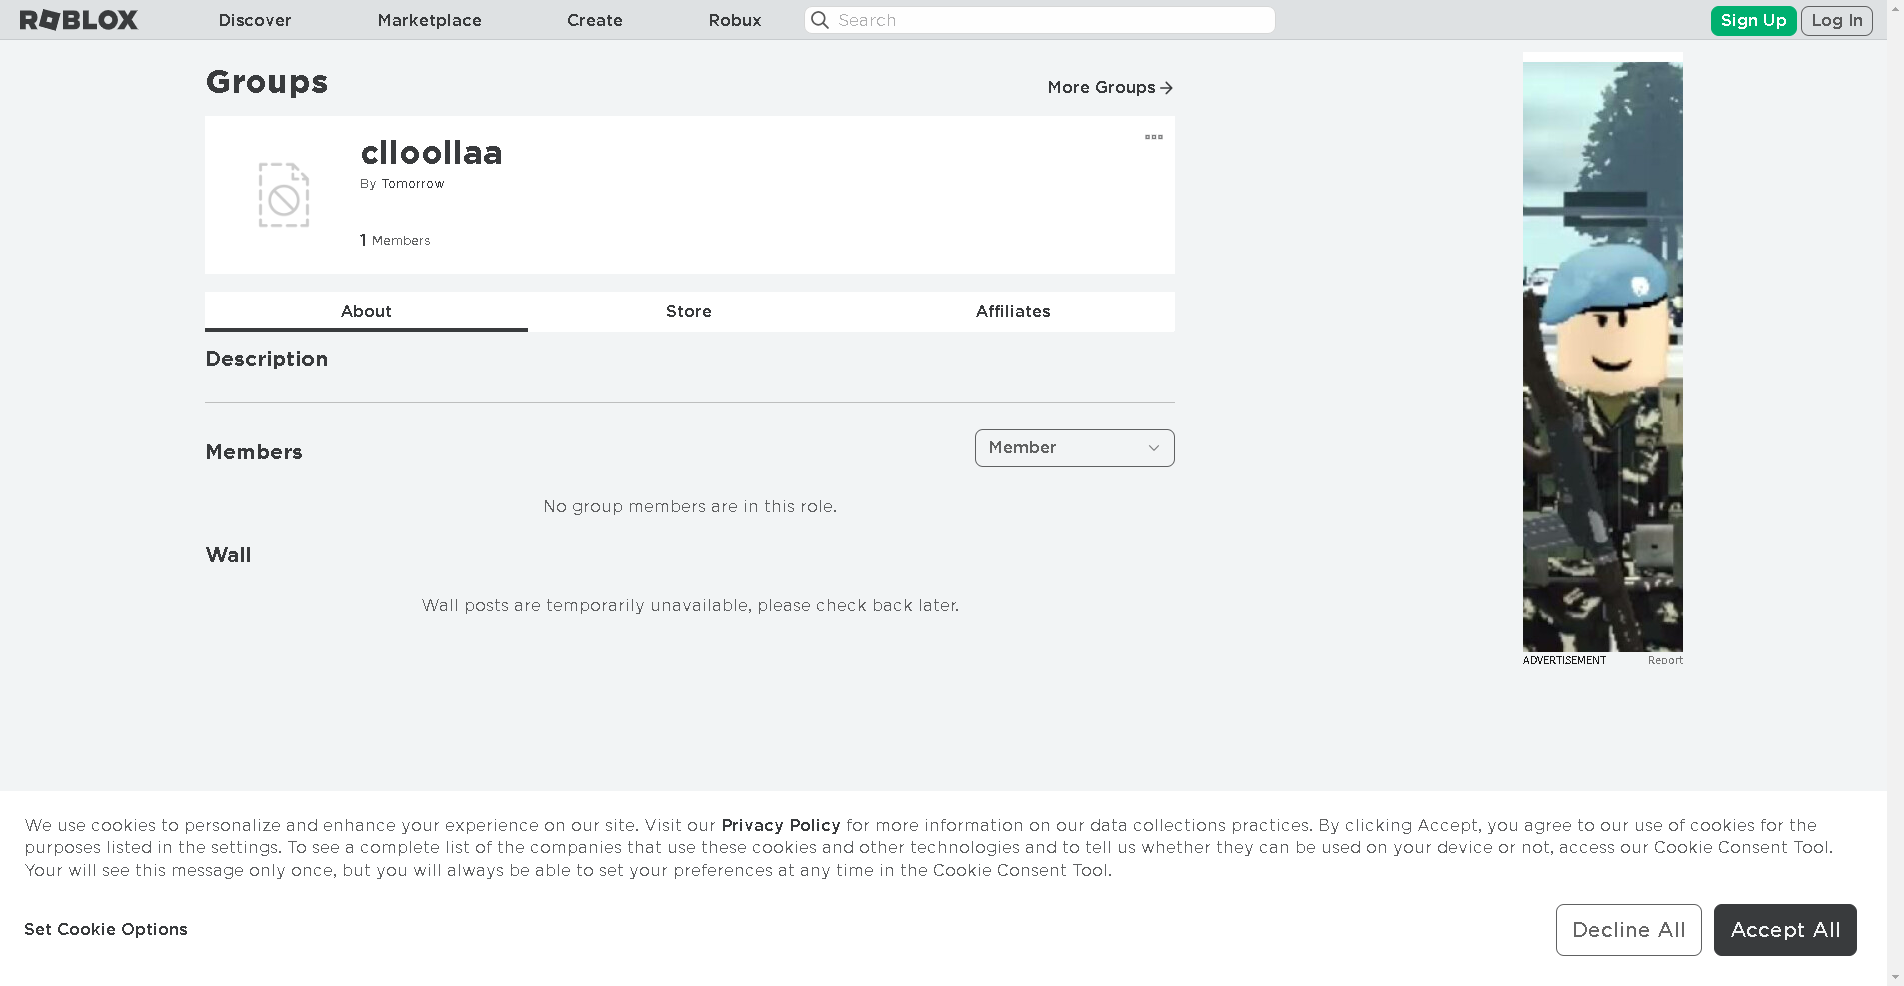 ROBLOX
Discover
Marketplace
Create
Robux
Search
Sign Up
Log In
Groups
More Groups
clloollaa
By Tomorrow
1 Members
About
Store
Affiliates
Description
Members
Member
No group members are in this role.
Wall
Wall posts are temporarily unavailable, please check back later.
ADVERTISEMENT
Report
We use cookies to personalize and enhance your experience on our site. Visit our Privacy Policy for more information on our data collections practices. By clicking Accept, you agree to our use of cookies for the
purposes listed in the settings. To see a complete list of the companies that use these cookies and other technologies and to tell us whether they can be used on your device or not, access our Cookie Consent Tool.
Your will see this message only once, but you will always be able to set your preferences at any time in the Cookie Consent Tool.
Set Cookie Options
Decline All
Accept All